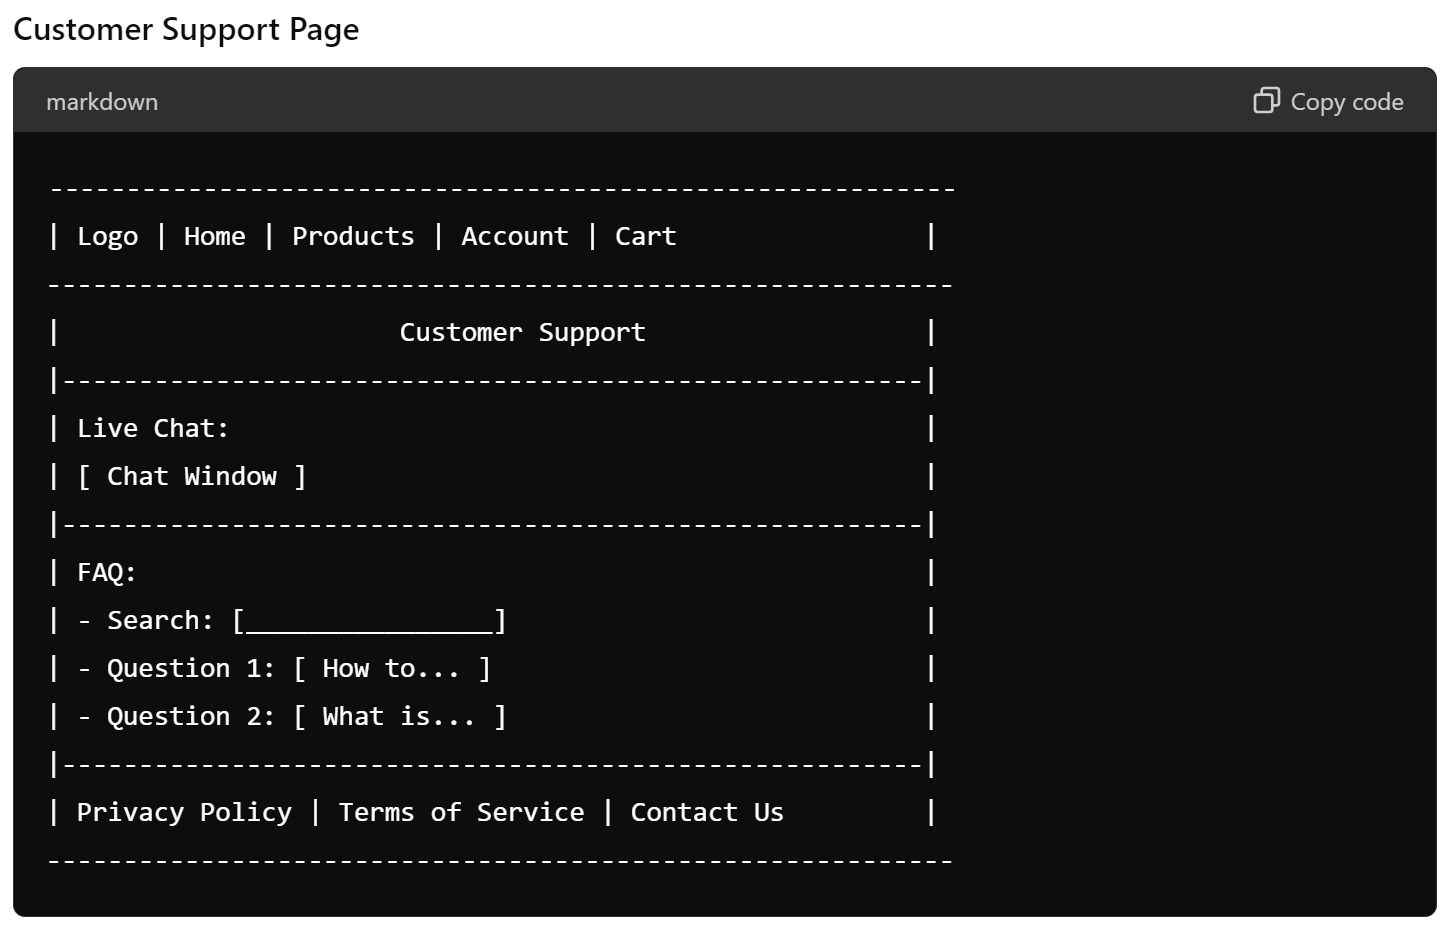 Customer Support Page
markdown
Copy code
-----------------------------------------------------------
| Logo | Home | Products | Account | Cart                |
-----------------------------------------------------------
|                      Customer Support                  |
|--------------------------------------------------------|
| Live Chat:                                             |
| [ Chat Window ]                                        |
|--------------------------------------------------------|
| FAQ:                                                   |
| - Search: [________________]                           |
| - Question 1: [ How to... ]                            |
| - Question 2: [ What is... ]                           |
|--------------------------------------------------------|
| Privacy Policy | Terms of Service | Contact Us         |
-----------------------------------------------------------